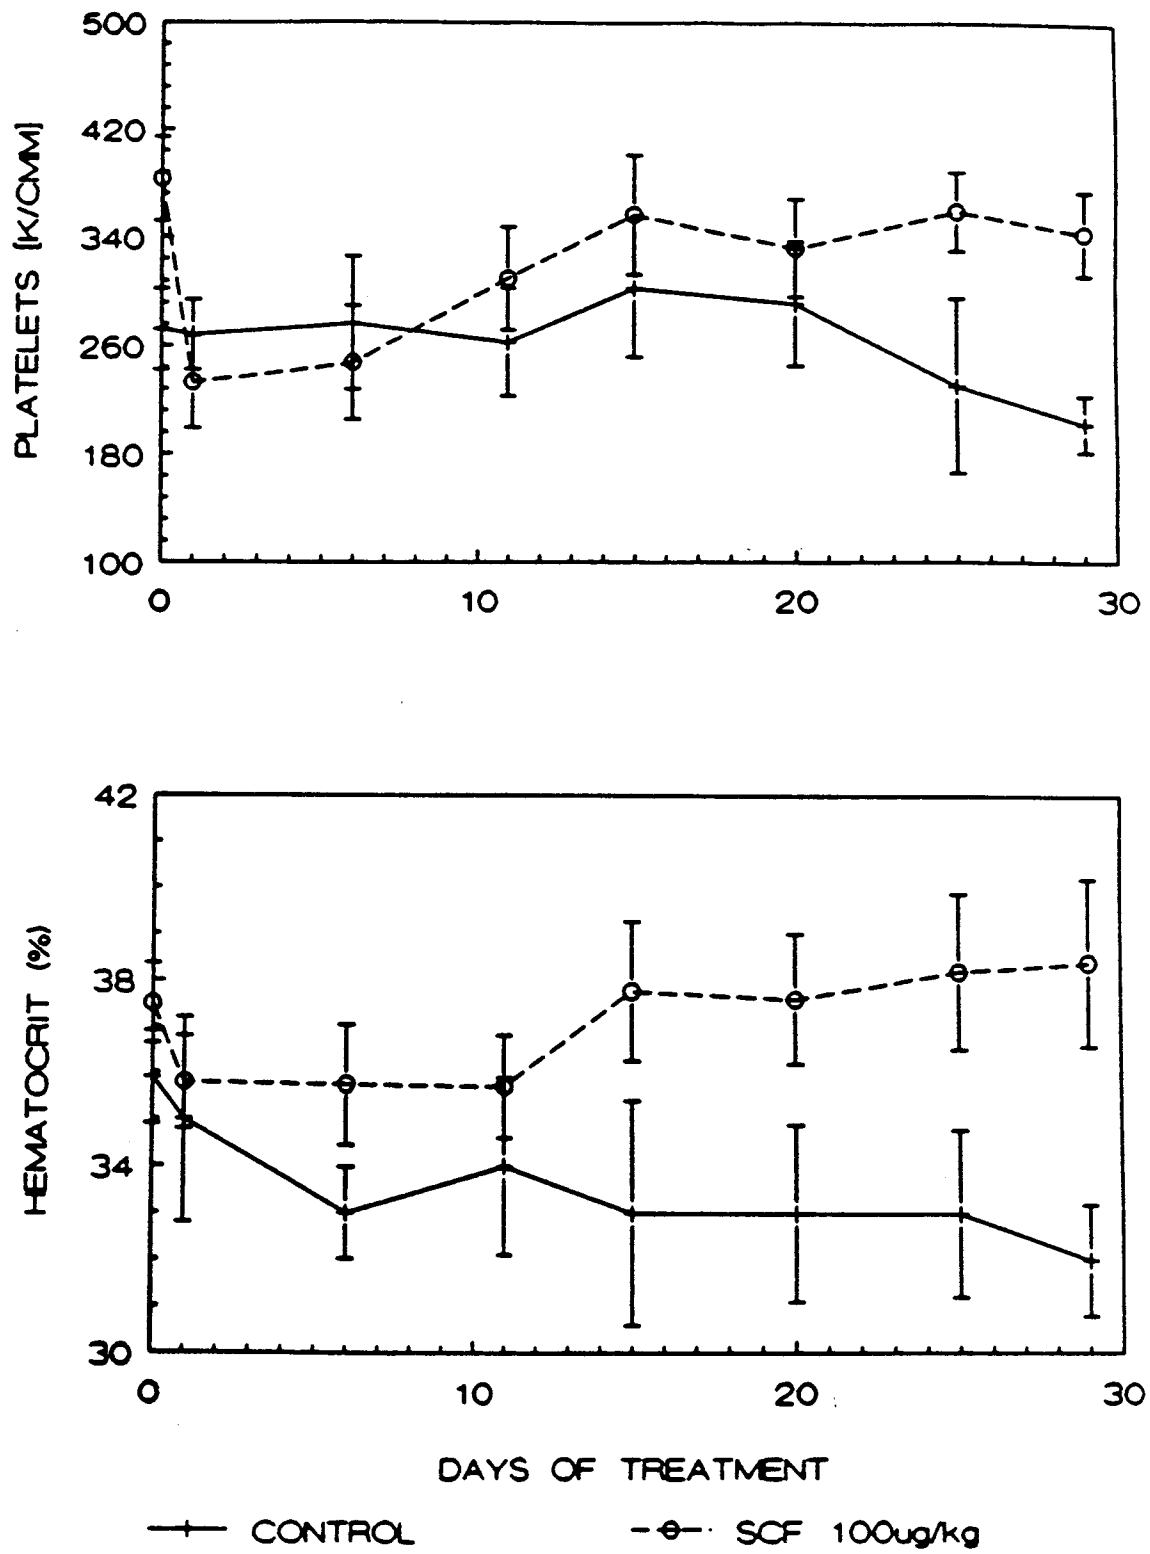 500
420
340
260
180
100
PLATELETS [K/CMM]
0 10 20 30
42
38
34
30
HEMATOCRIT (%)
0 10 20 30
DAYS OF TREATMENT
CONTROL SCF 100ug/kg